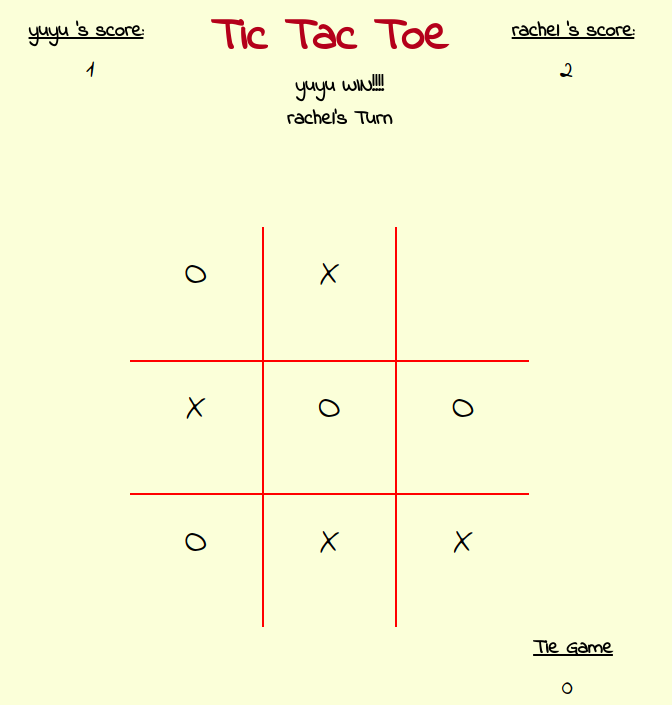 yuyu 's score:
Tic Tac Toe
rachel 's score:
1
2
yuyu WIN!!!!
rachel's Turn
O X
X O O
O X X
Tie Game
0